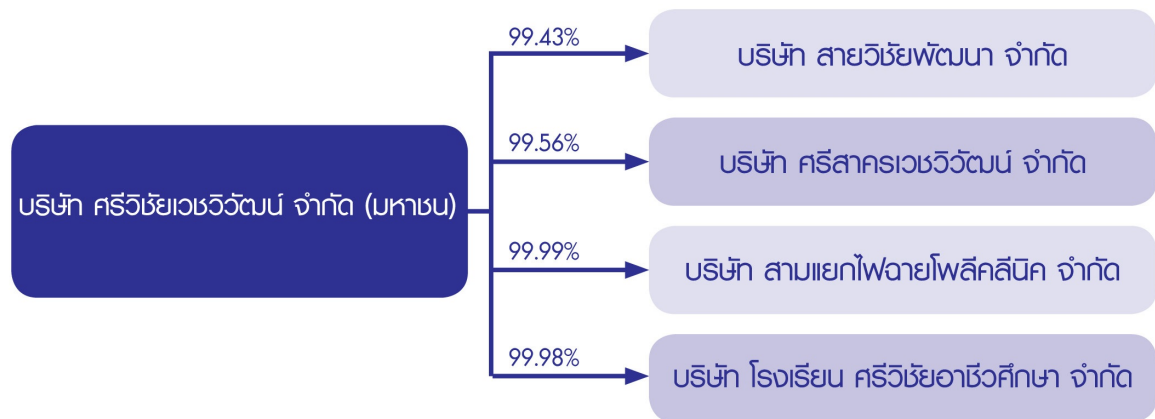 99.43%
บริษัท สายวิชัยพัฒนา จำกัด
99.56%
บริษัท ศรีสาครเวชวิวัฒน์ จำกัด
บริษัท ศรีวิชัยเวชวิวัฒน์ จำกัด (มหาชน)
99.99%
บริษัท สามแยกไฟฉายโพลีคลีนิค จำกัด
99.98%
บริษัท โรงเรียน ศรีวิชัยอาชีวศึกษา จำกัด